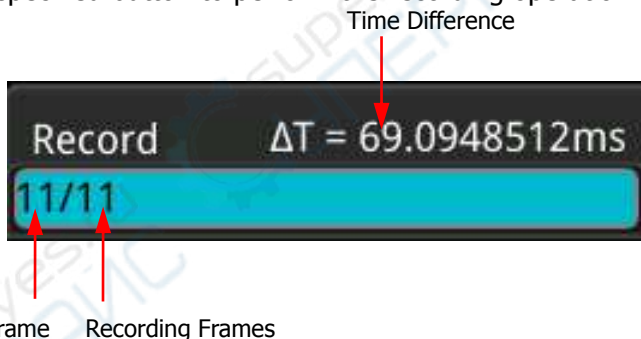 Time Difference
Record ΔT = 69.0948512ms
11/11
rame Recording Frames